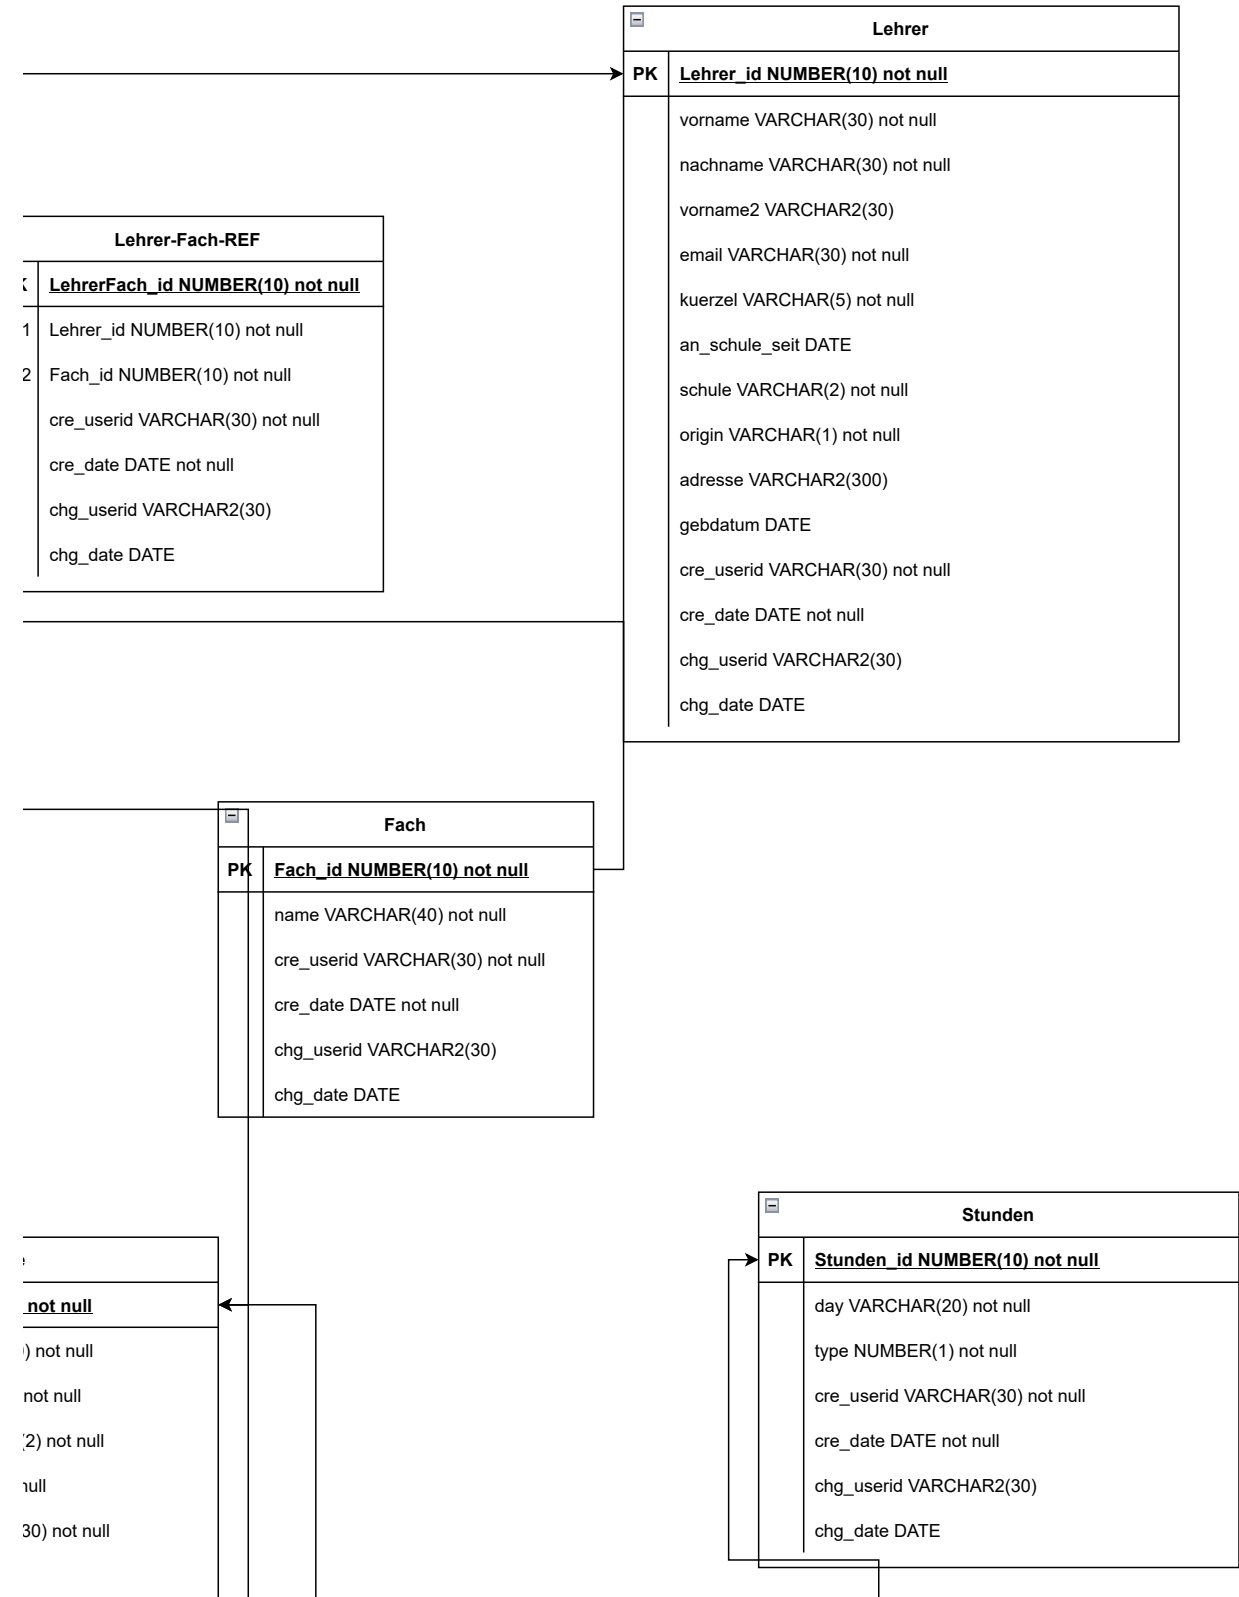 Lehrer
PK Lehrer_id NUMBER(10) not null
vorname VARCHAR(30) not null
nachname VARCHAR(30) not null
vorname2 VARCHAR2(30)
email VARCHAR(30) not null
kuerzel VARCHAR(5) not null
an_schule_seit DATE
schule VARCHAR(2) not null
origin VARCHAR(1) not null
adresse VARCHAR2(300)
gebdatum DATE
cre_userid VARCHAR(30) not null
cre_date DATE not null
chg_userid VARCHAR2(30)
chg_date DATE
Lehrer-Fach-REF
LehrerFach_id NUMBER(10) not null
1 Lehrer_id NUMBER(10) not null
2 Fach_id NUMBER(10) not null
cre_userid VARCHAR(30) not null
cre_date DATE not null
chg_userid VARCHAR2(30)
chg_date DATE
Fach
PK Fach_id NUMBER(10) not null
name VARCHAR(40) not null
cre_userid VARCHAR(30) not null
cre_date DATE not null
chg_userid VARCHAR2(30)
chg_date DATE
not null
) not null
not null
(2) not null
null
30) not null
Stunden
PK Stunden_id NUMBER(10) not null
day VARCHAR(20) not null
type NUMBER(1) not null
cre_userid VARCHAR(30) not null
cre_date DATE not null
chg_userid VARCHAR2(30)
chg_date DATE